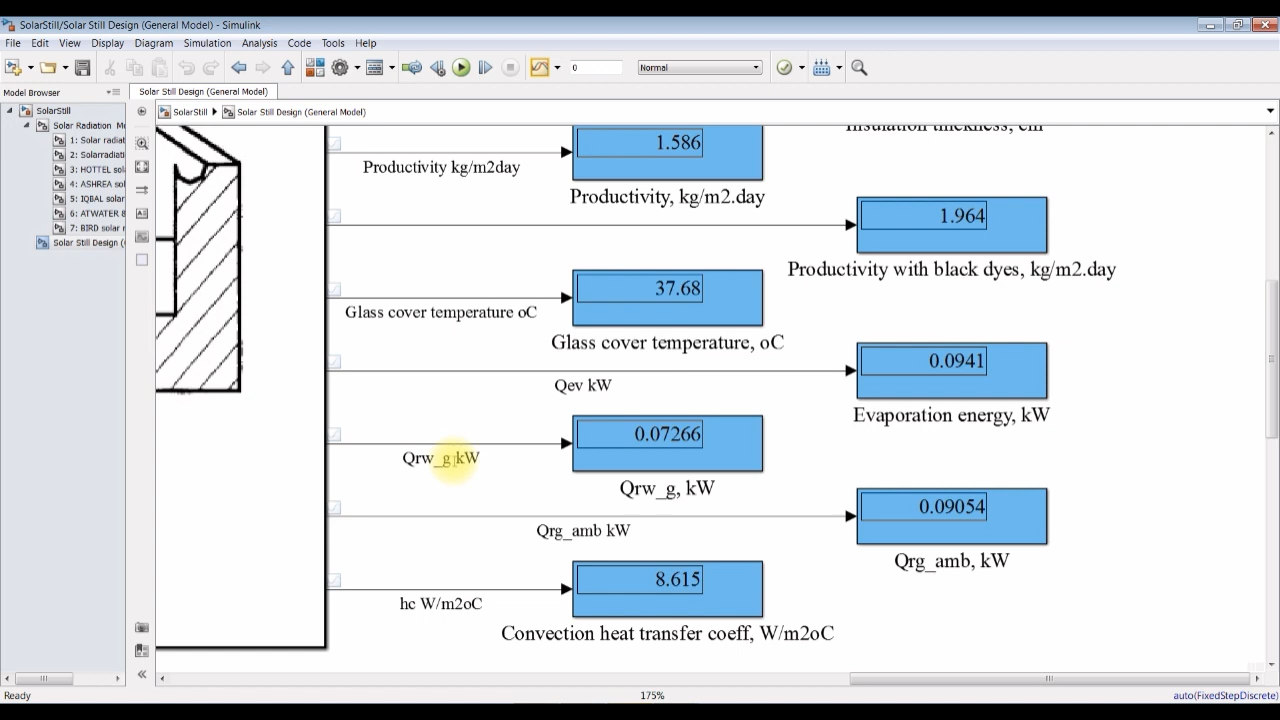 SolarStill/Solar Still Design (General Model) - Simulink
File Edit View Display Diagram Simulation Analysis Code Tools Help
0
Normal
Model Browser
Solar Still Design (General Model)
SolarStill
SolarStill Solar Still Design (General Model)
Solar Radiation Mo
1: Solar radiat
2: Solarradiati
3: HOTTEL sol
4: ASHREA sol
5: IQBAL solar
6: ATWATER &
7: BIRD solar r
Solar Still Design (
Insulation thickness, cm
1.586
Productivity kg/m2day
Productivity, kg/m2.day
1.964
Productivity with black dyes, kg/m2.day
37.68
Glass cover temperature oC
Glass cover temperature, oC
0.0941
Qev kW
Evaporation energy, kW
0.07266
Qrw_g kW
Qrw_g, kW
0.09054
Qrg_amb kW
Qrg_amb, kW
8.615
hc W/m2oC
Convection heat transfer coeff, W/m2oC
Ready
175%
auto(FixedStepDiscrete)